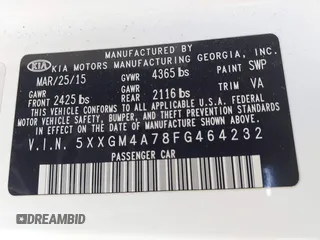 MANUFACTURED BY
KIA KIA MOTORS MANUFACTURING GEORGIA, INC.
MAR/25/15 GVWR 4365 lbs PAINT SWP
GAWR FRONT 2425 lbs GAWR REAR 2116 lbs TRIM VA
THIS VEHICLE CONFORMS TO ALL APPLICABLE FEDERAL
MOTOR VEHICLE SAFETY, BUMPER, AND THEFT PREVENTION
STANDARDS IN EFFECT ON THE DATE OF MANUFACTURE SHOWN ABOVE.
V.I.N. 5XXGM4A78FG464232
PASSENGER CAR
DREAMBID